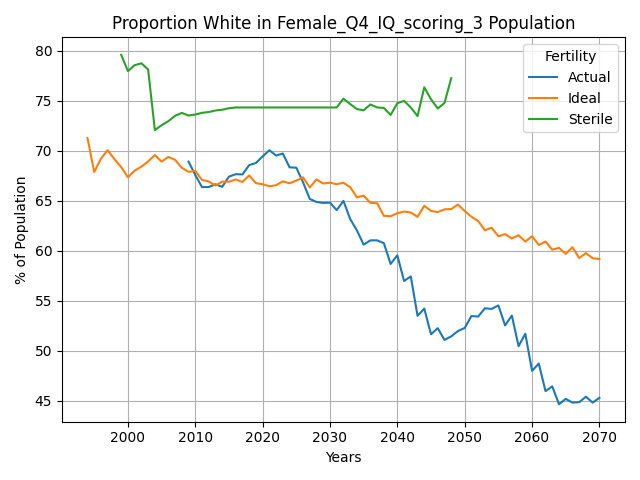 Proportion White in Female_Q4_IQ_scoring_3 Population
% of Population
80
75
70
65
60
55
50
45
Fertility
Actual
Ideal
Sterile
2000 2010 2020 2030 2040 2050 2060 2070
Years